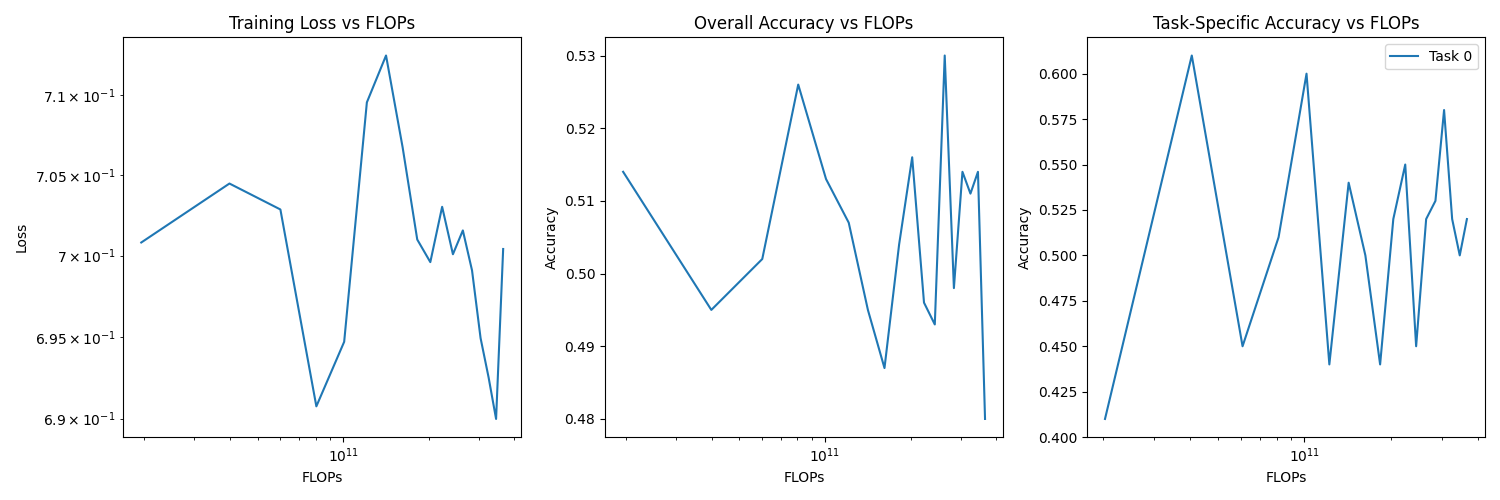 Training Loss vs FLOPs
Loss
7.1 × 10⁻¹
7.05 × 10⁻¹
7 × 10⁻¹
6.95 × 10⁻¹
6.9 × 10⁻¹
10¹¹
FLOPs
Overall Accuracy vs FLOPs
Accuracy
0.53
0.52
0.51
0.50
0.49
0.48
10¹¹
FLOPs
Task-Specific Accuracy vs FLOPs
Task 0
Accuracy
0.600
0.575
0.550
0.525
0.500
0.475
0.450
0.425
0.400
10¹¹
FLOPs